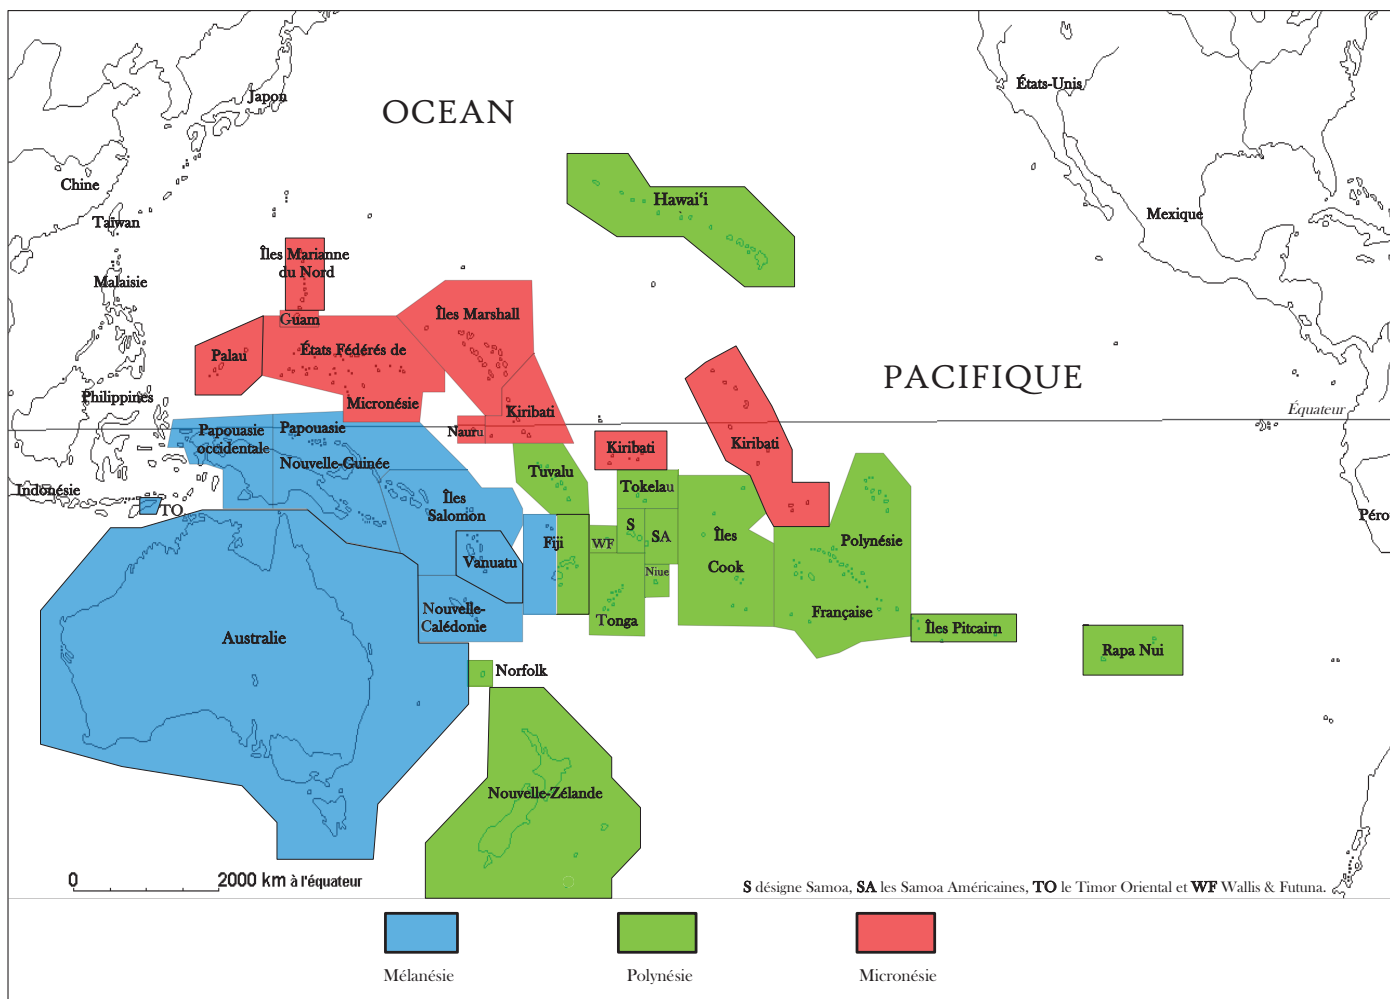 Japon
OCEAN
États-Unis
Chine
Taïwan
Hawai‘i
Mexique
Îles Marianne
du Nord
Malaisie
Guam
Îles Marshall
Palau
États Fédérés de
Micronésie
PACIFIQUE
Philippines
Équateur
Kiribati
Nauru
Kiribati
Kiribati
Papouasie
occidentale
Papouasie
Nouvelle-Guinée
Tuvalu
Tokelau
Indonésie
TO
Îles
Salomon
Pérou
S
SA
WF
Fiji
Îles
Cook
Polynésie
Française
Vanuatu
Niue
Nouvelle-
Calédonie
Tonga
Îles Pitcairn
Rapa Nui
Australie
Norfolk
Nouvelle-Zélande
0 2000 km à l'équateur
S désigne Samoa, SA les Samoa Américaines, TO le Timor Oriental et WF Wallis & Futuna.
Mélanésie
Polynésie
Micronésie